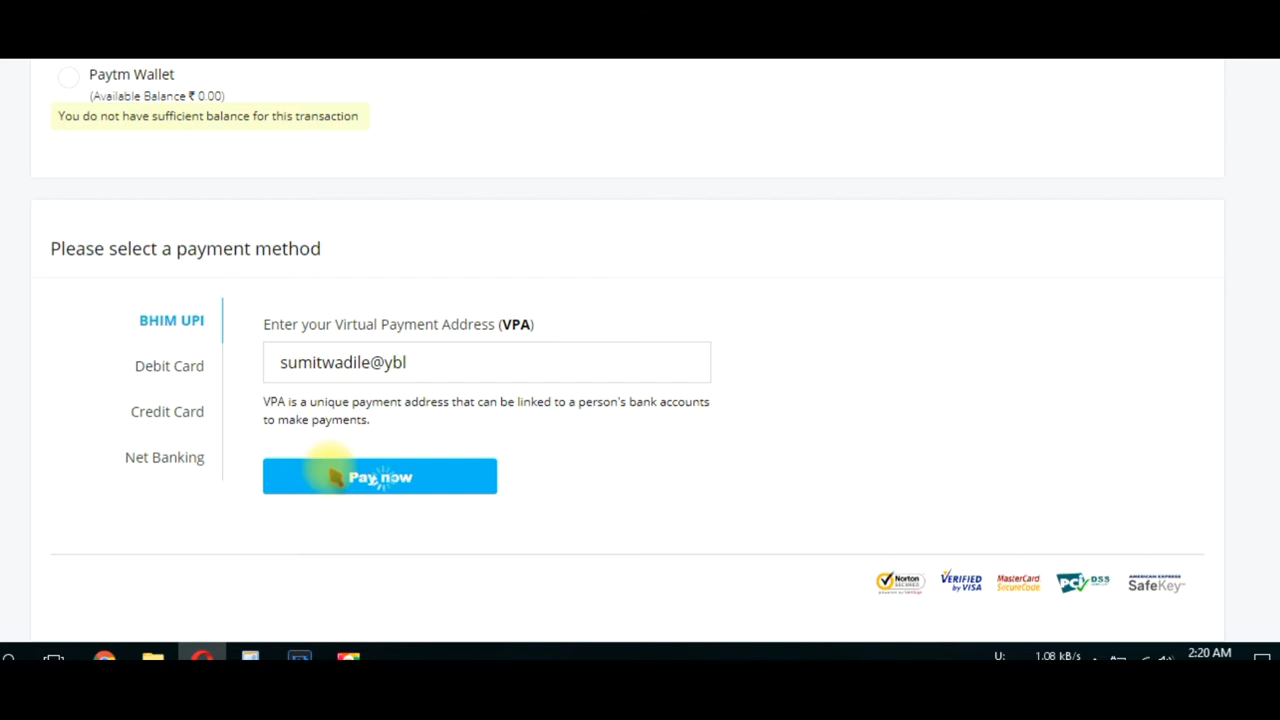 Paytm Wallet
(Available Balance ₹ 0.00)
You do not have sufficient balance for this transaction
Please select a payment method
BHIM UPI
Debit Card
Credit Card
Net Banking
Enter your Virtual Payment Address (VPA)
sumitwadile@ybl
VPA is a unique payment address that can be linked to a person's bank accounts
to make payments.
Pay now
Norton
SECURED
VERIFIED
by VISA
MasterCard
SecureCode
PCI DSS
AMERICAN EXPRESS
SafeKey
U:
1.08 kB/s
2:20 AM